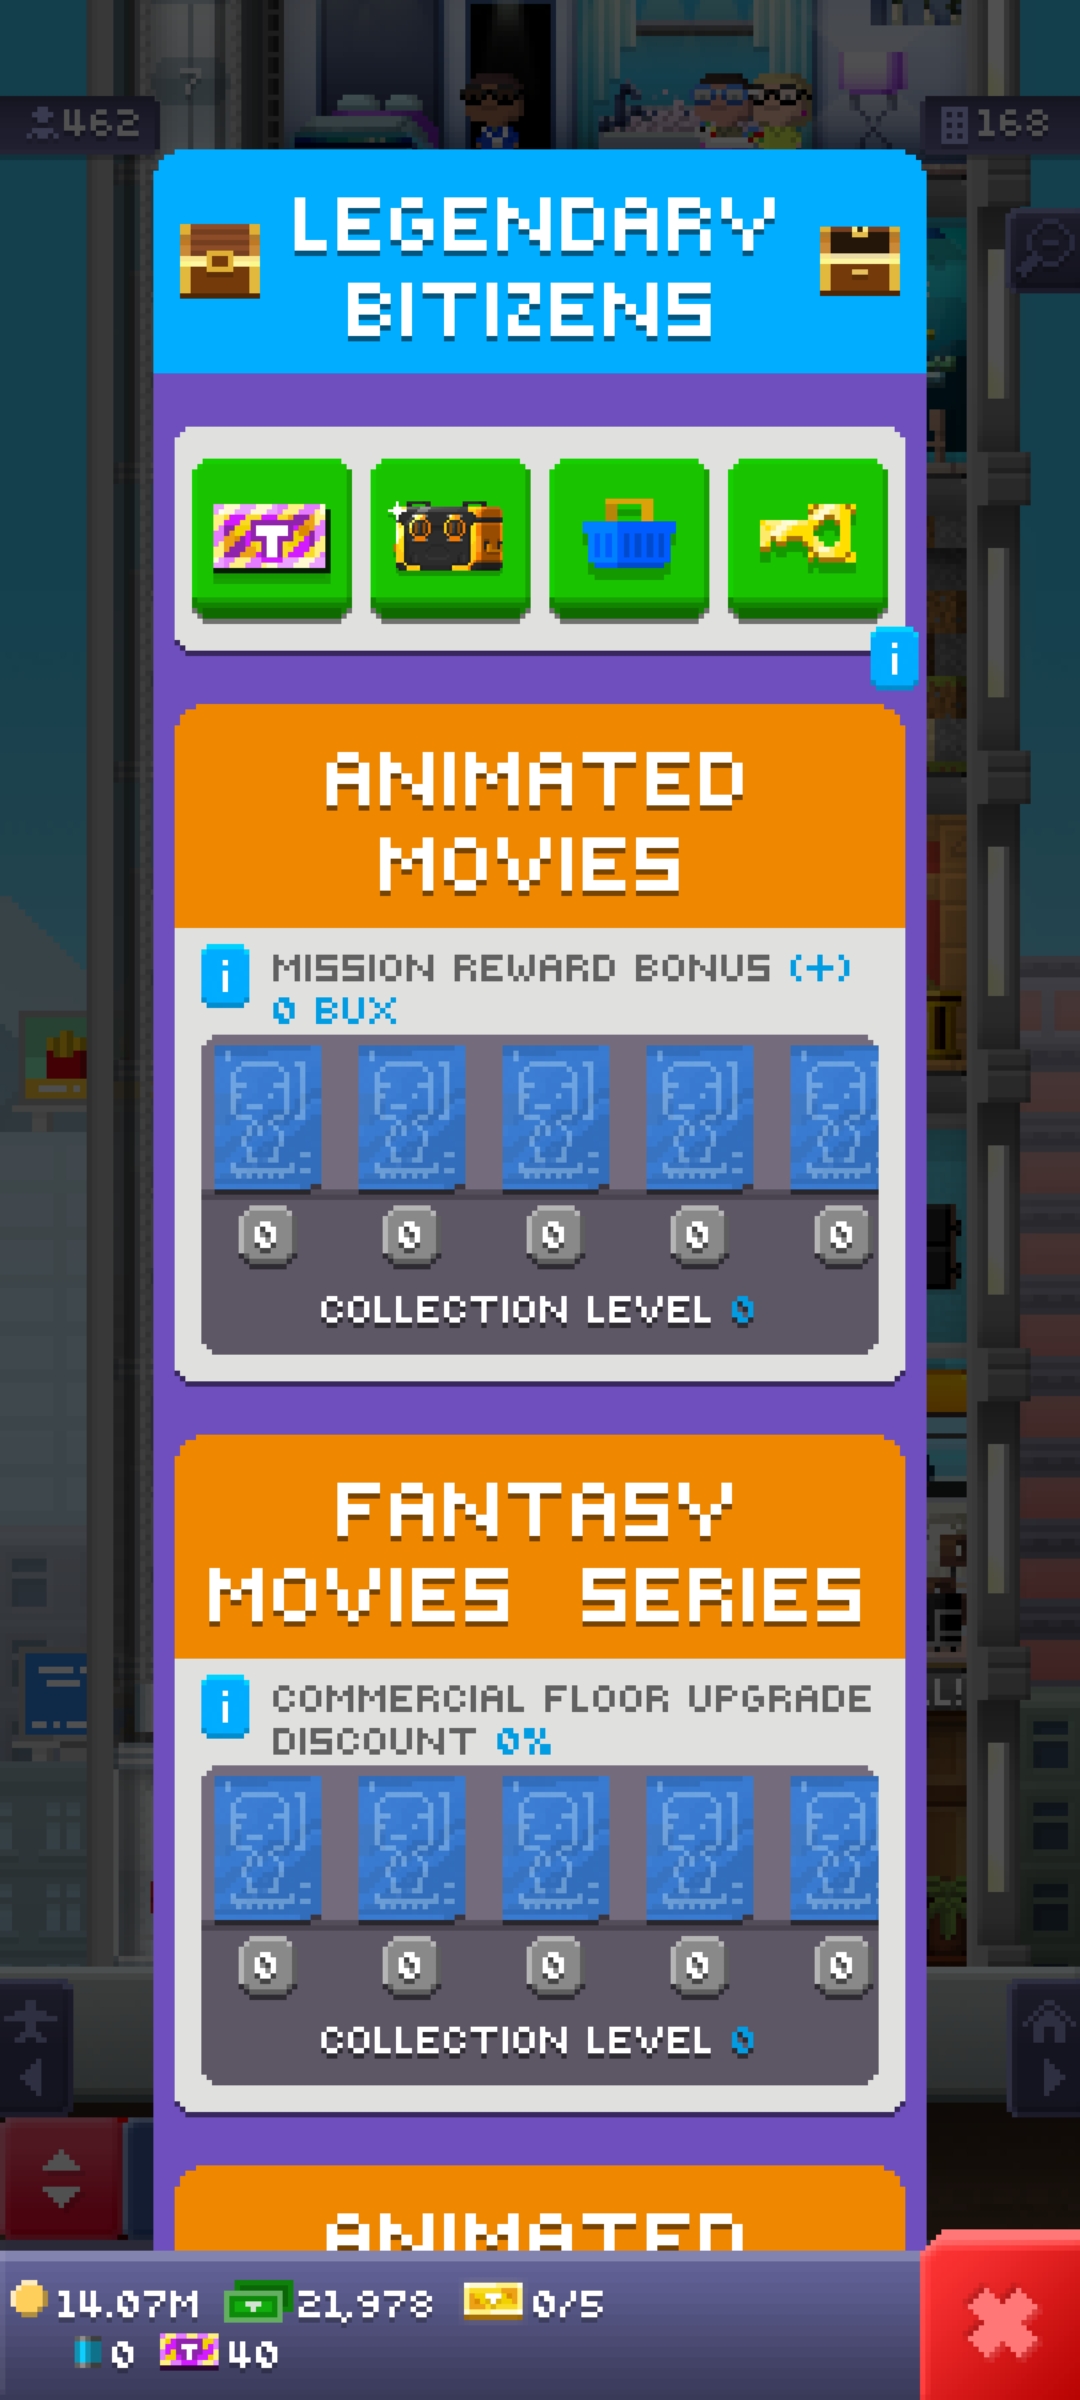 462
168
LEGENDARY
BITIZENS
T
i
ANIMATED
MOVIES
i MISSION REWARD BONUS (+)
0 BUX
0 0 0 0 0
COLLECTION LEVEL 0
FANTASY
MOVIES SERIES
i COMMERCIAL FLOOR UPGRADE
DISCOUNT 0%
0 0 0 0 0
COLLECTION LEVEL 0
ANIMATED
14.07M 21,978 0/5
0 T 40